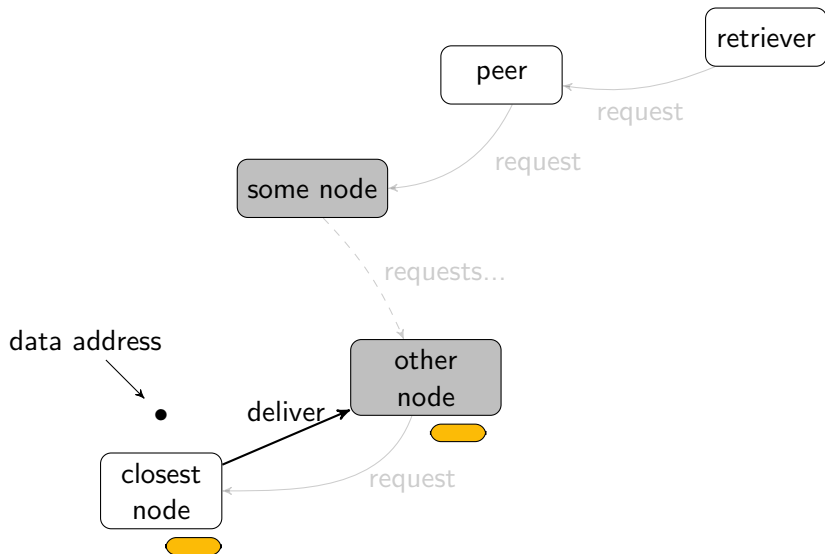 retriever
peer
request
request
some node
requests...
data address
other
node
deliver
closest
node
request